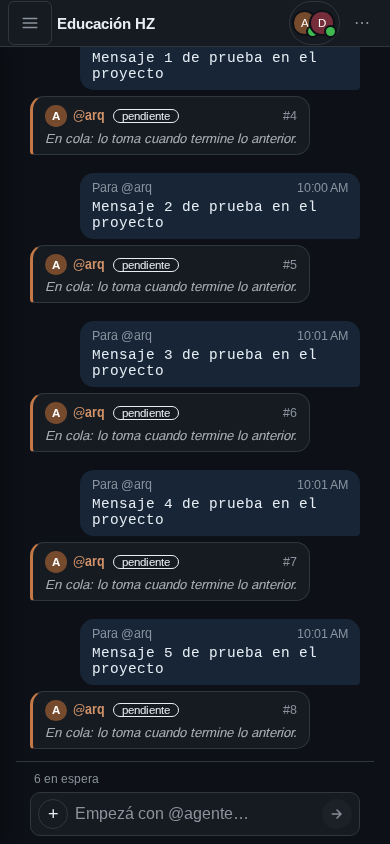 Educación HZ
A D
Mensaje 1 de prueba en el
proyecto
A @arq pendiente #4
En cola: lo toma cuando termine lo anterior.
Para @arq 10:00 AM
Mensaje 2 de prueba en el
proyecto
A @arq pendiente #5
En cola: lo toma cuando termine lo anterior.
Para @arq 10:01 AM
Mensaje 3 de prueba en el
proyecto
A @arq pendiente #6
En cola: lo toma cuando termine lo anterior.
Para @arq 10:01 AM
Mensaje 4 de prueba en el
proyecto
A @arq pendiente #7
En cola: lo toma cuando termine lo anterior.
Para @arq 10:01 AM
Mensaje 5 de prueba en el
proyecto
A @arq pendiente #8
En cola: lo toma cuando termine lo anterior.
6 en espera
Empezá con @agente…